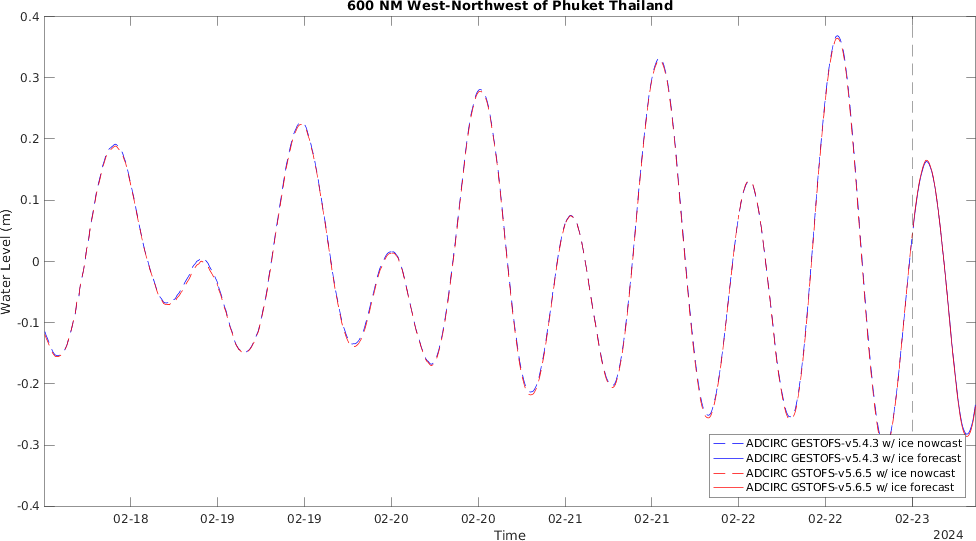 600 NM West-Northwest of Phuket Thailand
0.4
0.3
0.2
0.1
0
-0.1
-0.2
-0.3
-0.4
Water Level (m)
ADCIRC GESTOFS-v5.4.3 w/ ice nowcast
ADCIRC GESTOFS-v5.4.3 w/ ice forecast
ADCIRC GSTOFS-v5.6.5 w/ ice nowcast
ADCIRC GSTOFS-v5.6.5 w/ ice forecast
02-18 02-19 02-19 02-20 02-20 02-21 02-21 02-22 02-22 02-23
Time
2024